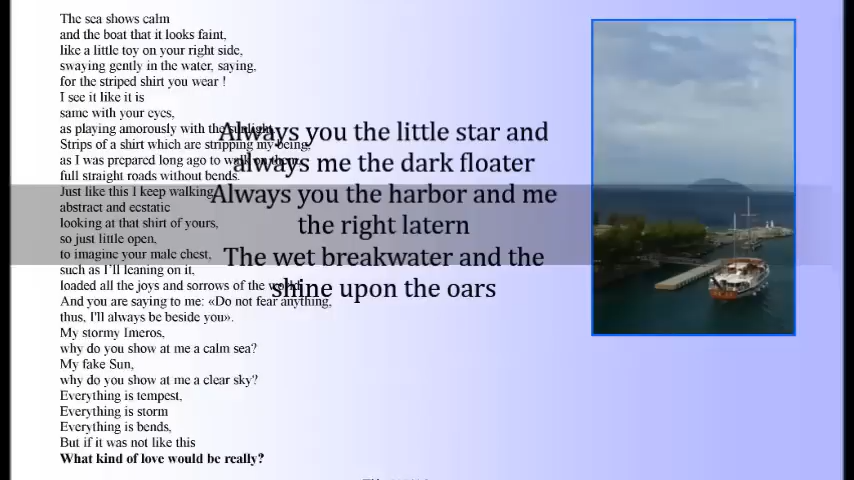 The sea shows calm
and the boat that it looks faint,
like a little toy on your right side,
swaying gently in the water, saying,
for the striped shirt you wear !
I see it like it is
same with your eyes,
as playing amorously with the sunlight.
Strips of a shirt which are stripping my being,
as I was prepared long ago to walk on them,
full straight roads without bends.
Just like this I keep walking,
abstract and ecstatic
looking at that shirt of yours,
so just little open,
to imagine your male chest,
such as I'll leaning on it,
loaded all the joys and sorrows of the world.
And you are saying to me: «Do not fear anything,
thus, I'll always be beside you».
My stormy Imeros,
why do you show at me a calm sea?
My fake Sun,
why do you show at me a clear sky?
Everything is tempest,
Everything is storm
Everything is bends,
But if it was not like this
What kind of love would be really?
Always you the little star and
always me the dark floater
Always you the harbor and me
the right latern
The wet breakwater and the
shine upon the oars